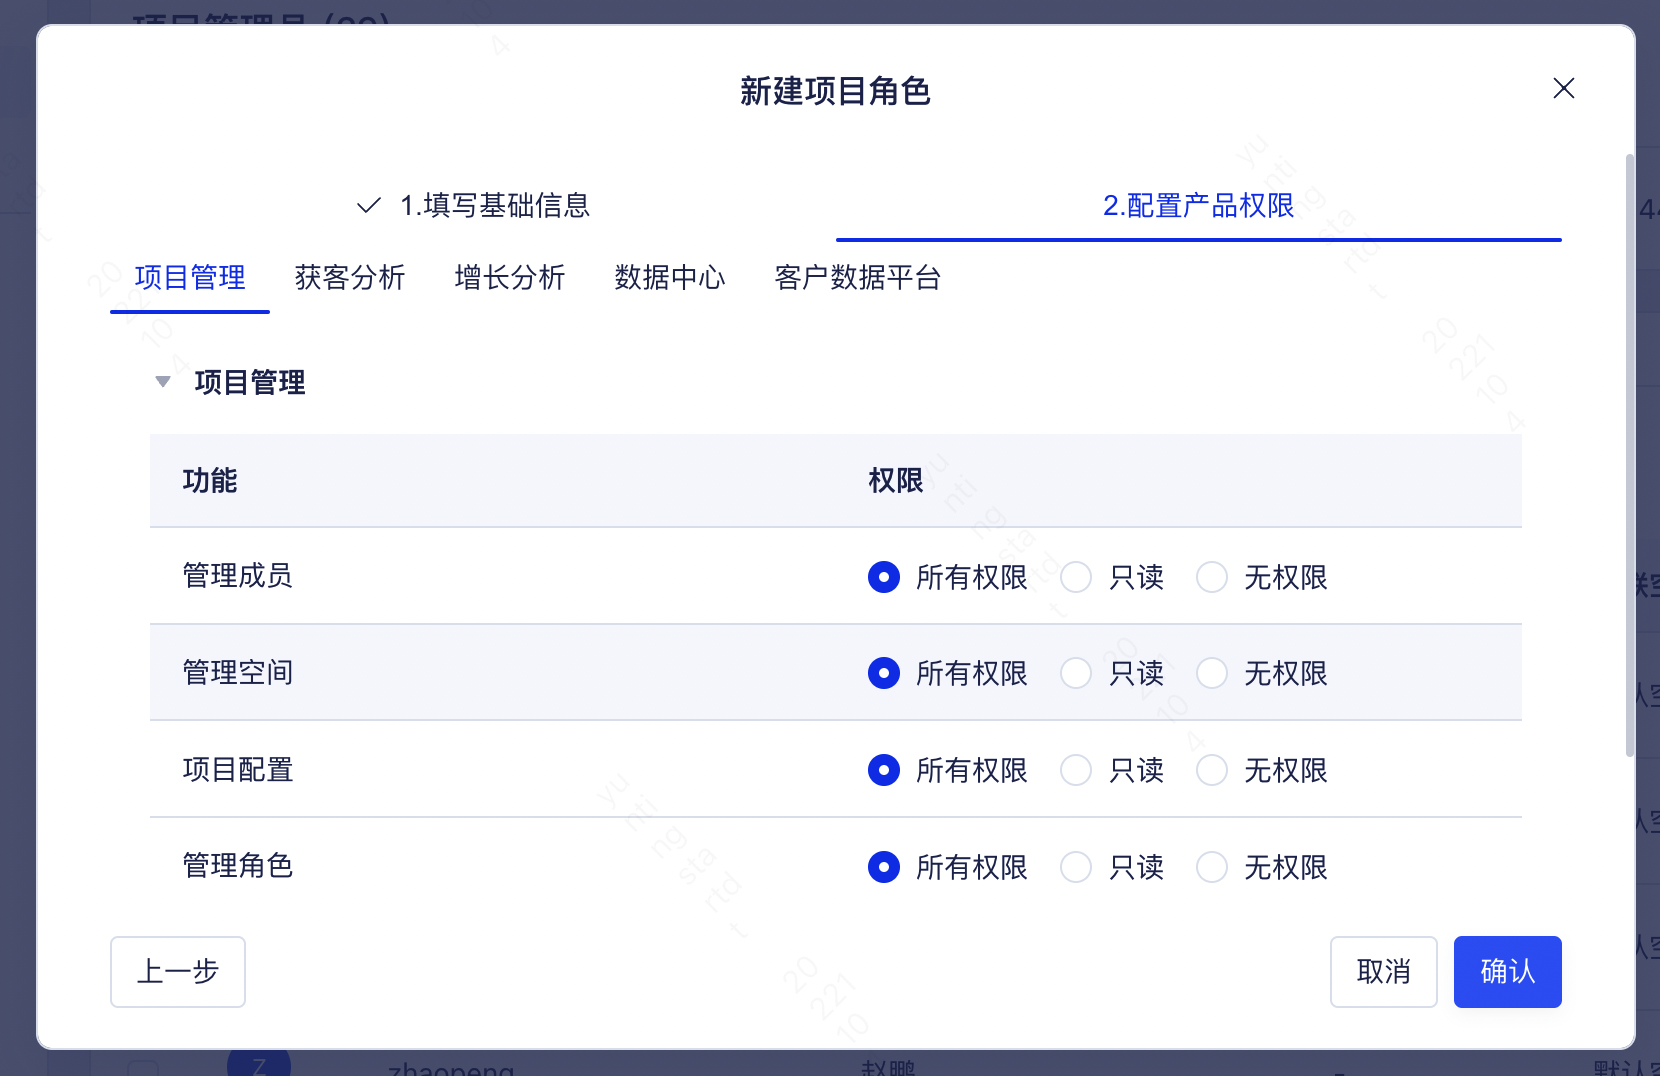 新建项目角色
1.填写基础信息 2.配置产品权限
项目管理 获客分析 增长分析 数据中心 客户数据平台
项目管理
功能 权限
管理成员 所有权限 只读 无权限
管理空间 所有权限 只读 无权限
项目配置 所有权限 只读 无权限
管理角色 所有权限 只读 无权限
上一步 取消 确认
Z zhaopeng 赵鹏